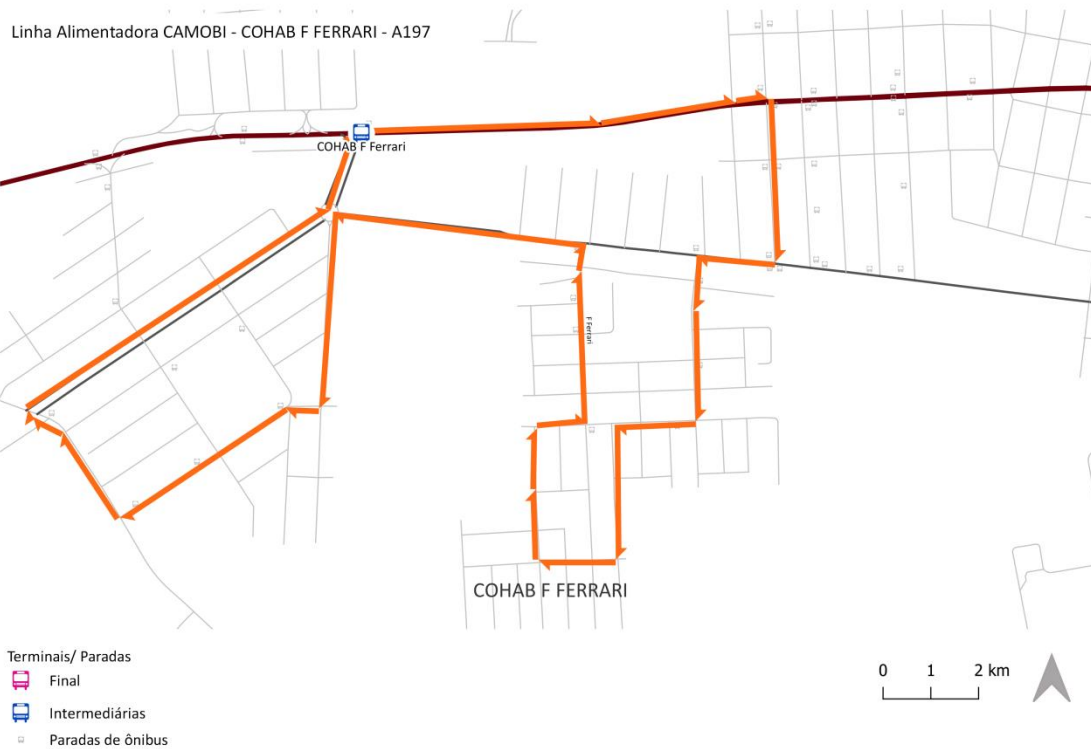 Linha Alimentadora CAMOBI - COHAB F FERRARI - A197
COHAB F Ferrari
F Ferrari
COHAB F FERRARI
Terminais/ Paradas
Final
Intermediárias
Paradas de ônibus
0 1 2 km